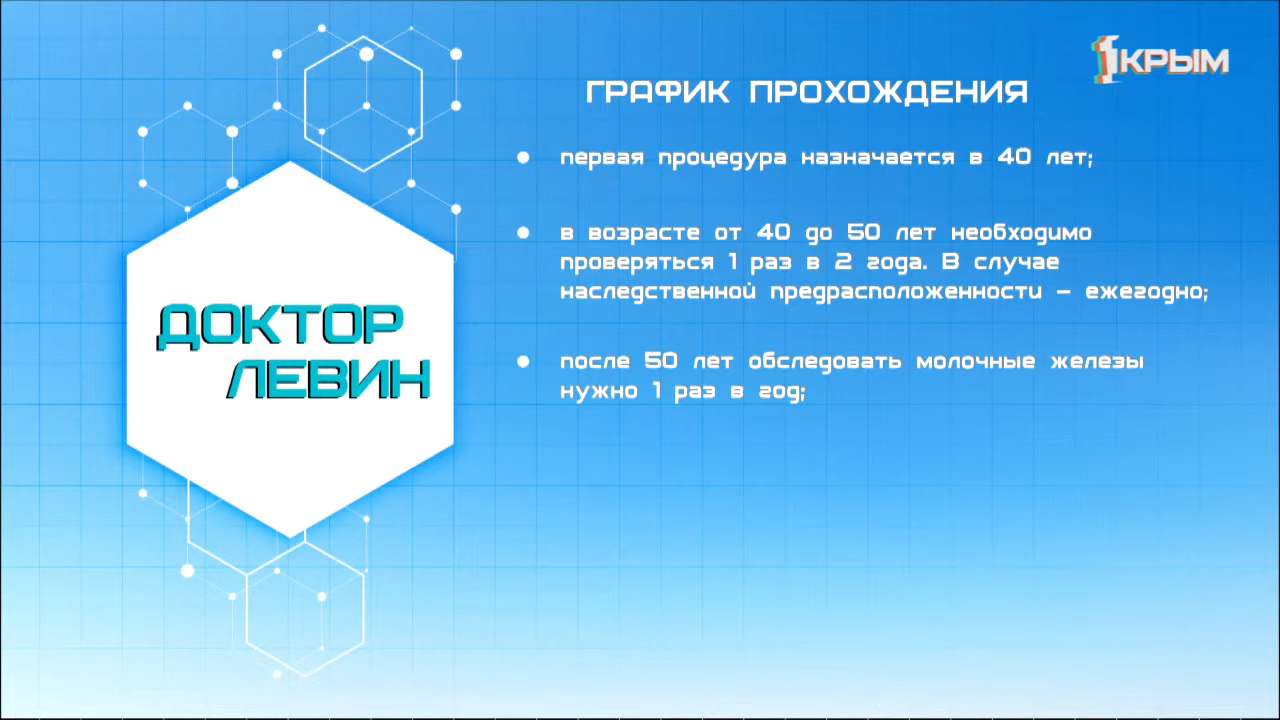 1КРЫМ
ГРАФИК ПРОХОЖДЕНИЯ
• первая процедура назначается в 40 лет;
• в возрасте от 40 до 50 лет необходимо
проверяться 1 раз в 2 года. В случае
наследственной предрасположенности – ежегодно;
• после 50 лет обследовать молочные железы
нужно 1 раз в год;
ДОКТОР
ЛЕВИН